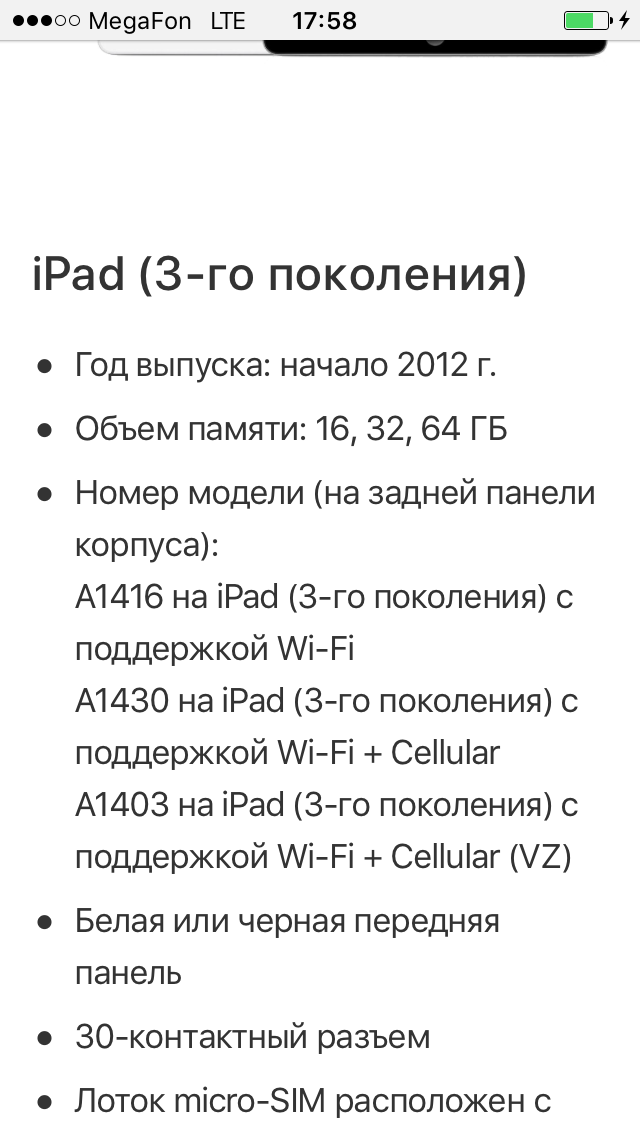 MegaFon LTE 17:58
iPad (3-го поколения)
• Год выпуска: начало 2012 г.
• Объем памяти: 16, 32, 64 ГБ
• Номер модели (на задней панели
корпуса):
A1416 на iPad (3-го поколения) с
поддержкой Wi-Fi
A1430 на iPad (3-го поколения) с
поддержкой Wi-Fi + Cellular
A1403 на iPad (3-го поколения) с
поддержкой Wi-Fi + Cellular (VZ)
• Белая или черная передняя
панель
• 30-контактный разъем
• Лоток micro-SIM расположен с